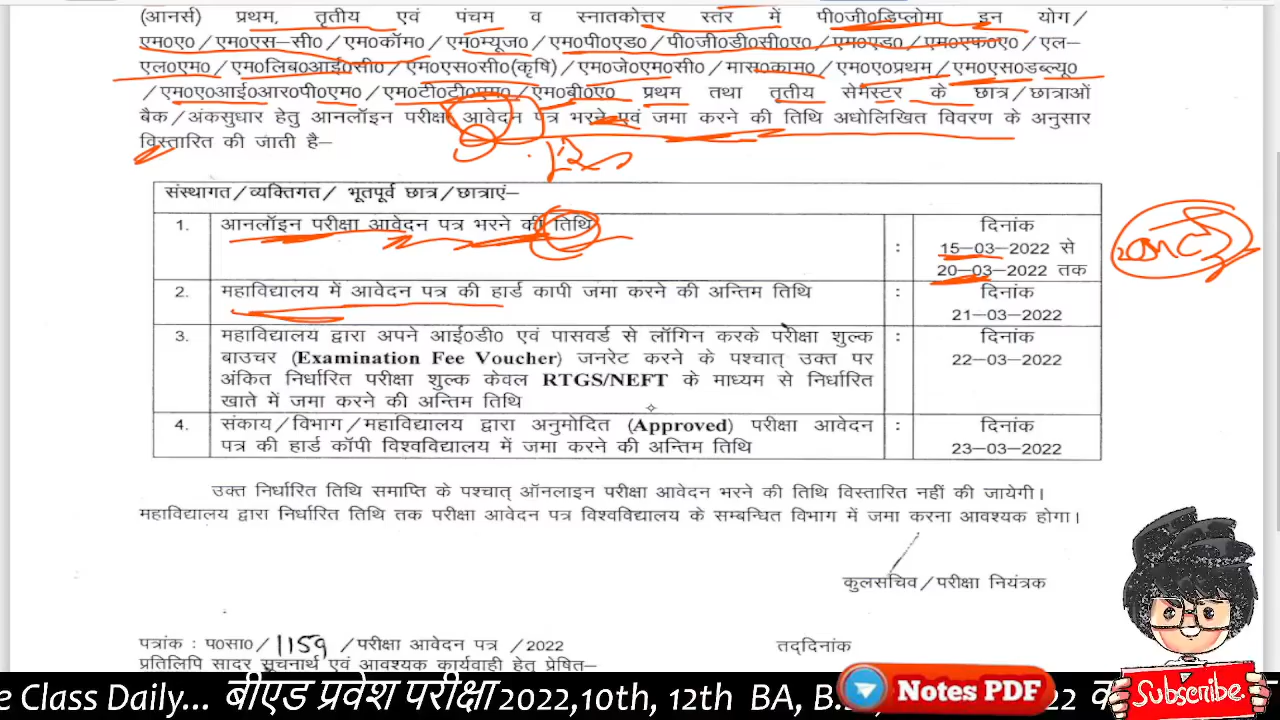 (आनर्स) प्रथम, तृतीय एवं पंचम व स्नातकोत्तर स्तर में पी0जी0डिप्लोमा इन योग/
एम0ए0/एम0एस–सी0/एम0कॉम0/एम0म्यूज0/एम0पी0एड0/पी0जी0डी0सी0ए0/एम0एड0/एम0एफ0ए0/एल–
एल0एम0/एम0लिब0आई0सी0/एम0एस0सी0(कृषि)/एम0जे0एम0सी0/मास0काम0/एम0ए0प्रथम/एम0एस0डब्ल्यू0
/एम0ए0आई0आर0पी0एम0/एम0टी0टी0एम0/एम0बी0ए0 प्रथम तथा तृतीय सेमेस्टर के छात्र/छात्राओं
बैक/अंकसुधार हेतु आनलॉइन परीक्षा आवेदन पत्र भरने एवं जमा करने की तिथि अधोलिखित विवरण के अनुसार
विस्तारित की जाती है–
संस्थागत/व्यक्तिगत/ भूतपूर्व छात्र/छात्राएं–
1. आनलॉइन परीक्षा आवेदन पत्र भरने की तिथि : दिनांक
15–03–2022 से
20–03–2022 तक
2. महाविद्यालय में आवेदन पत्र की हार्ड कापी जमा करने की अन्तिम तिथि : दिनांक
21–03–2022
3. महाविद्यालय द्वारा अपने आई0डी0 एवं पासवर्ड से लॉगिन करके परीक्षा शुल्क : दिनांक
बाउचर (Examination Fee Voucher) जनरेट करने के पश्चात् उक्त पर 22–03–2022
अंकित निर्धारित परीक्षा शुल्क केवल RTGS/NEFT के माध्यम से निर्धारित
खाते में जमा करने की अन्तिम तिथि
4. संकाय/विभाग/महाविद्यालय द्वारा अनुमोदित (Approved) परीक्षा आवेदन : दिनांक
पत्र की हार्ड कॉपी विश्वविद्यालय में जमा करने की अन्तिम तिथि 23–03–2022
उक्त निर्धारित तिथि समाप्ति के पश्चात् ऑनलाइन परीक्षा आवेदन भरने की तिथि विस्तारित नहीं की जायेगी।
महाविद्यालय द्वारा निर्धारित तिथि तक परीक्षा आवेदन पत्र विश्वविद्यालय के सम्बन्धित विभाग में जमा करना आवश्यक होगा।
कुलसचिव/परीक्षा नियंत्रक
पत्रांक : प0सा0/1159/परीक्षा आवेदन पत्र/2022 तद्दिनांक
प्रतिलिपि सादर सूचनार्थ एवं आवश्यक कार्यवाही हेतु प्रेषित–
e Class Daily... बीएड प्रवेश परीक्षा 2022,10th, 12th BA, B. 22
Notes PDF
Subscribe